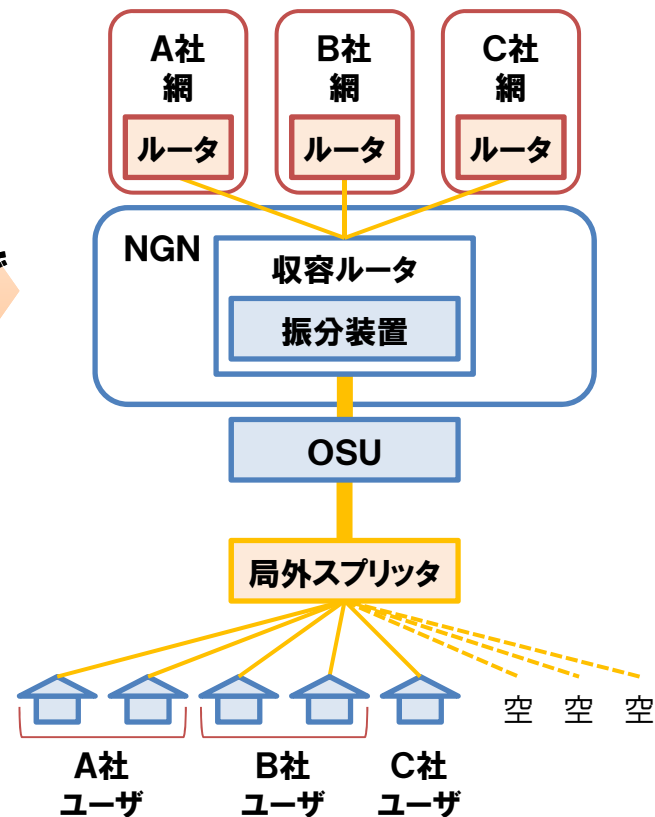 A社
網
B社
網
C社
網
ルータ
ルータ
ルータ
NGN
収容ルータ
振分装置
OSU
局外スプリッタ
空
空
空
A社
ユーザ
B社
ユーザ
C社
ユーザ